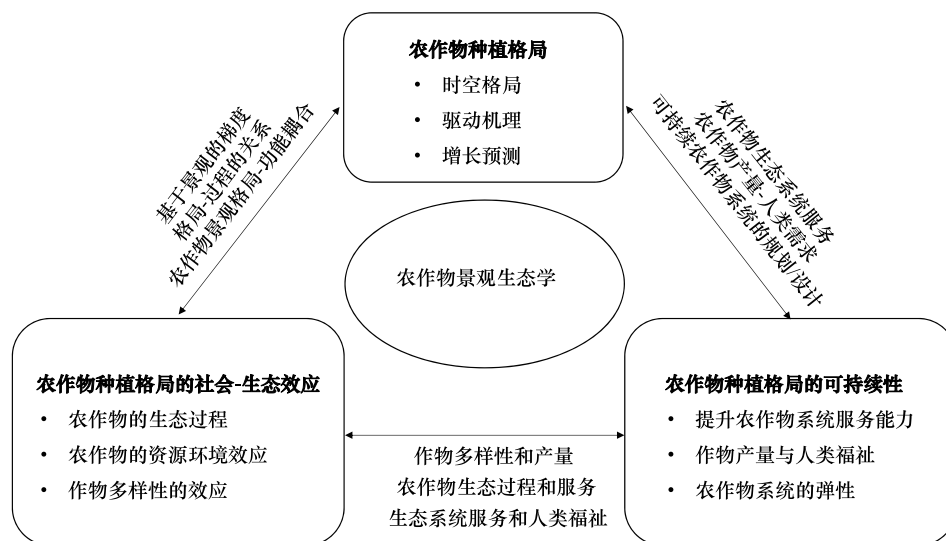 农作物种植格局
• 时空格局
• 驱动机理
• 增长预测
基于景观的梯度
格局-过程的关系
农作物景观格局-功能耦合
农作物生态系统服务
农作物产量-人类需求
可持续农作物系统的规划/设计
农作物景观生态学
农作物种植格局的社会-生态效应
• 农作物的生态过程
• 农作物的资源环境效应
• 作物多样性的效应
作物多样性和产量
农作物生态过程和服务
生态系统服务和人类福祉
农作物种植格局的可持续性
• 提升农作物系统服务能力
• 作物产量与人类福祉
• 农作物系统的弹性